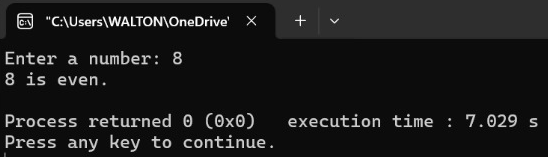 "C:\Users\WALTON\OneDrive'
Enter a number: 8
8 is even.
Process returned 0 (0x0)   execution time : 7.029 s
Press any key to continue.